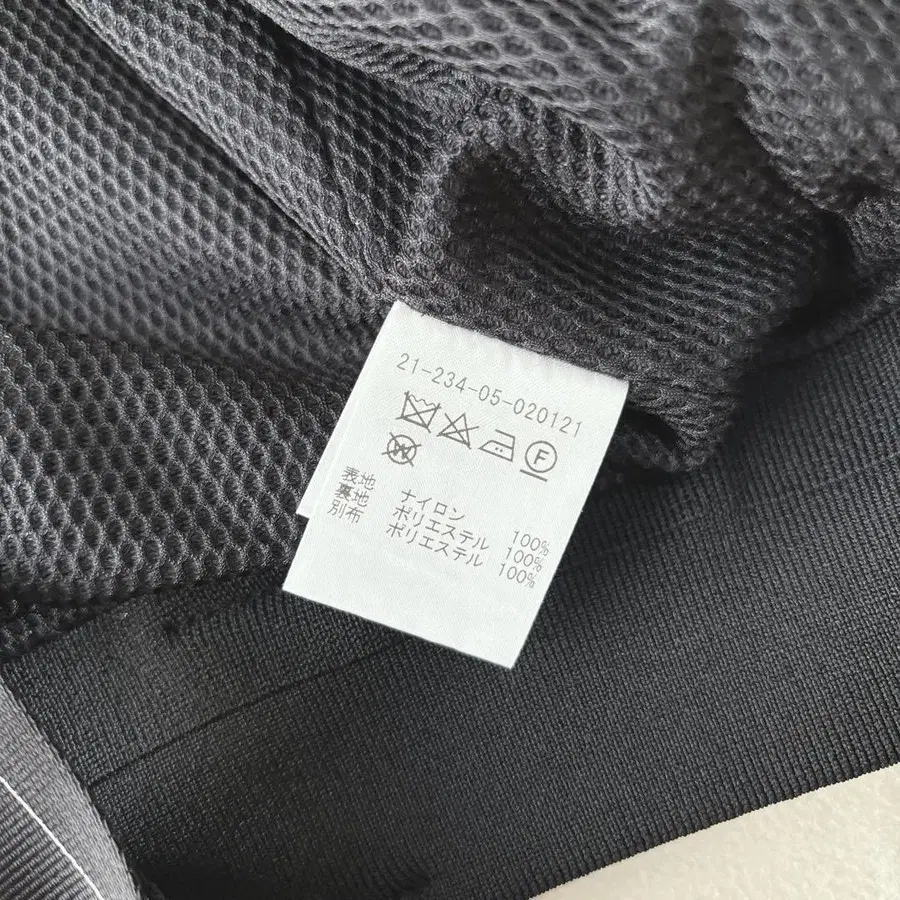 21-234-05-020121
F
W
表地 ナイロン 100%
裏地 ポリエステル 100%
別布 ポリエステル 100%